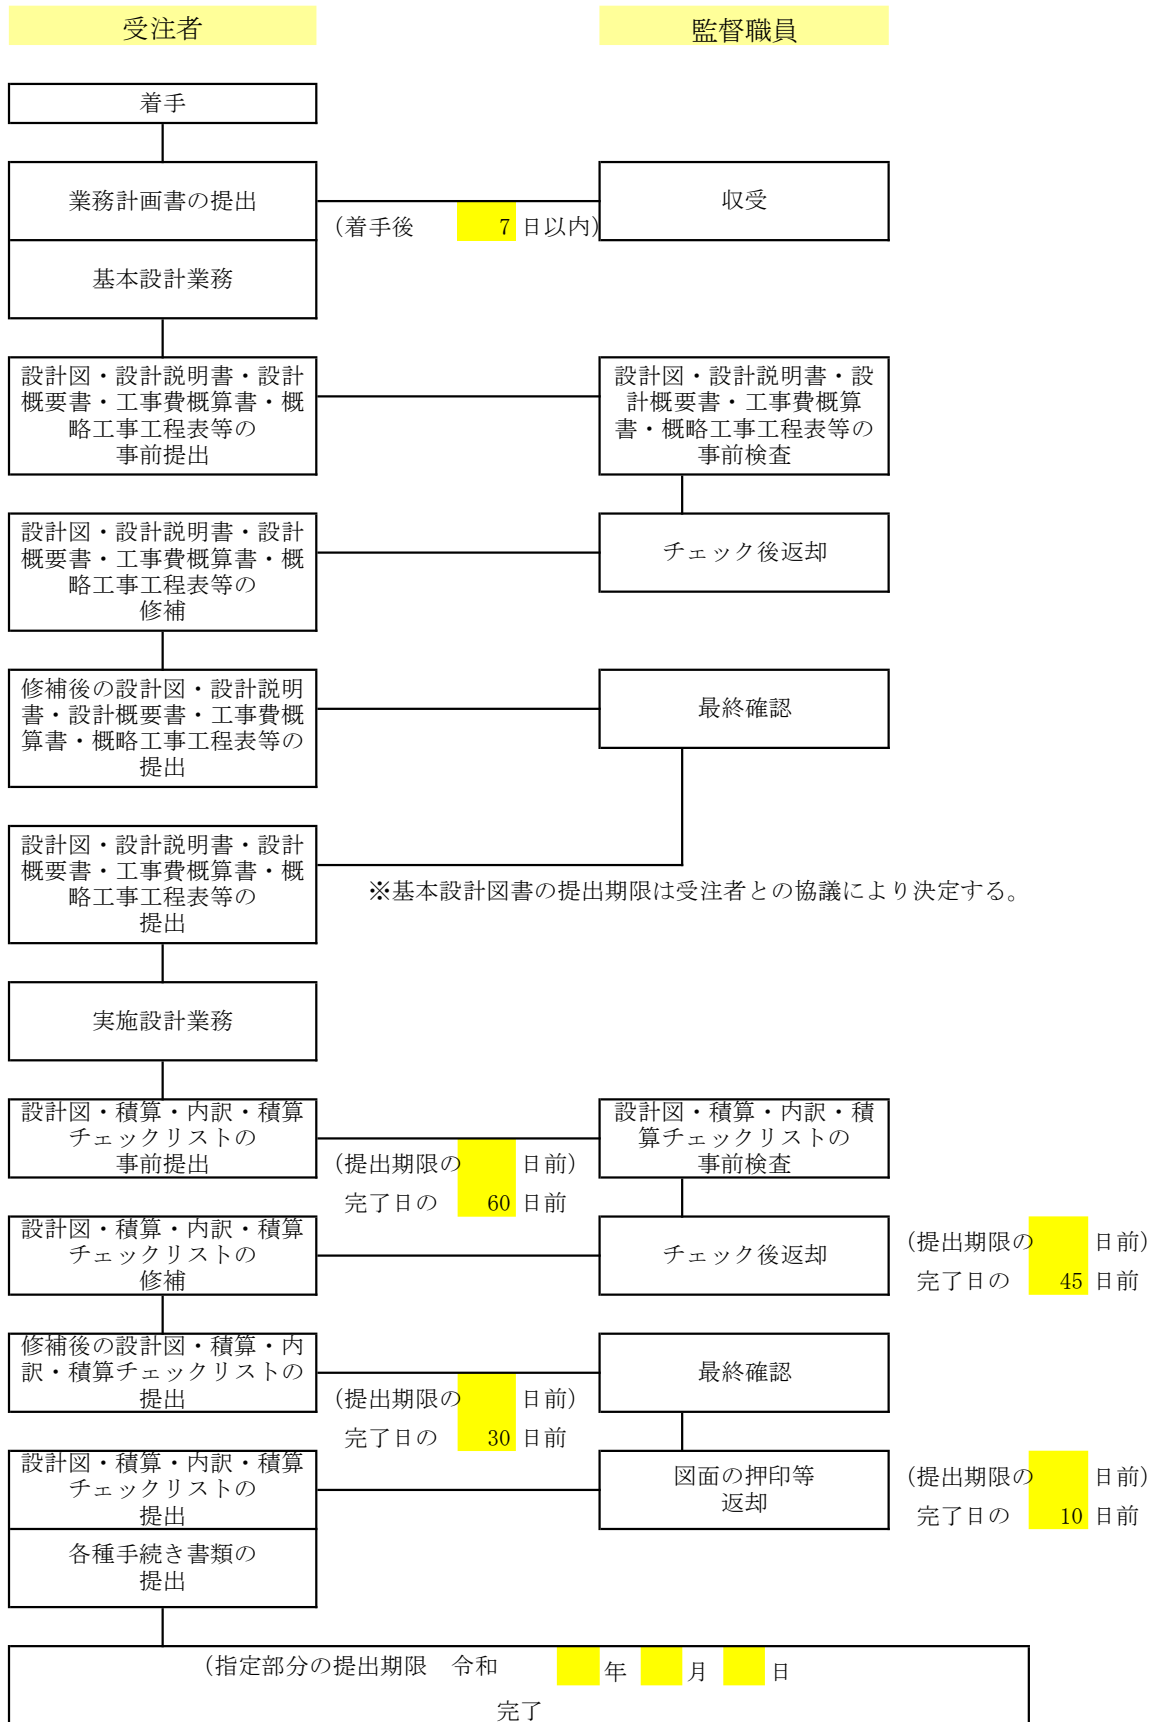 受注者
監督職員
着手
業務計画書の提出
収受
(着手後 7 日以内)
基本設計業務
設計図・設計説明書・設計
概要書・工事費概算書・概
略工事工程表等の
事前提出
設計図・設計説明書・設
計概要書・工事費概算
書・概略工事工程表等の
事前検査
設計図・設計説明書・設計
概要書・工事費概算書・概
略工事工程表等の
修補
チェック後返却
修補後の設計図・設計説明
書・設計概要書・工事費概
算書・概略工事工程表等の
提出
最終確認
設計図・設計説明書・設計
概要書・工事費概算書・概
略工事工程表等の
提出
※基本設計図書の提出期限は受注者との協議により決定する。
実施設計業務
設計図・積算・内訳・積算
チェックリストの
事前提出
(提出期限の 日前)
完了日の 60 日前
設計図・積算・内訳・積
算チェックリストの
事前検査
設計図・積算・内訳・積算
チェックリストの
修補
チェック後返却
(提出期限の 日前)
完了日の 45 日前
修補後の設計図・積算・内
訳・積算チェックリストの
提出
(提出期限の 日前)
完了日の 30 日前
最終確認
設計図・積算・内訳・積算
チェックリストの
提出
図面の押印等
返却
(提出期限の 日前)
完了日の 10 日前
各種手続き書類の
提出
(指定部分の提出期限 令和 年 月 日
完了